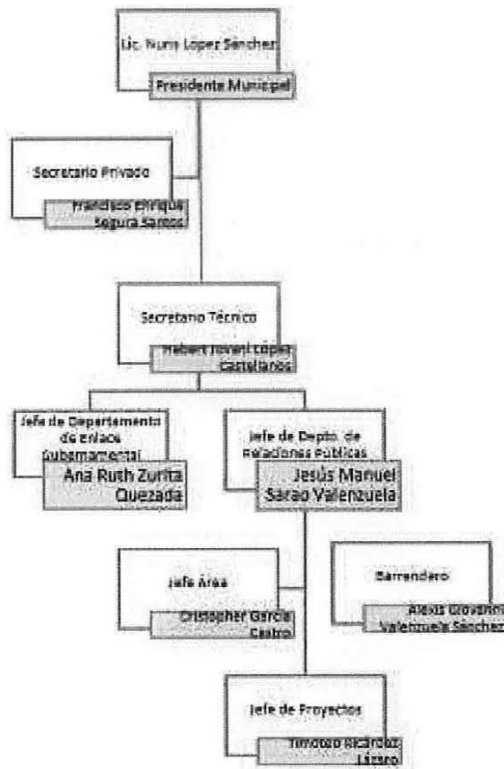 Lic. Nuris López Sánchez
Presidente Municipal
Secretario Privado
Francisco Enrique
Segura Santos
Secretario Técnico
Hebert Jovani López
Castellanos
Jefe de Departamento
de Enlace
Gubernamental
Ana Ruth Zurita
Quezada
Jefe de Depto. de
Relaciones Públicas
Jesús Manuel
Sarao Valenzuela
Jefe Área
Cristopher García
Castro
Barrendero
Alexis Giovanni
Valenzuela Sánchez
Jefe de Proyectos
Timoteo Ricárdez
Lázaro